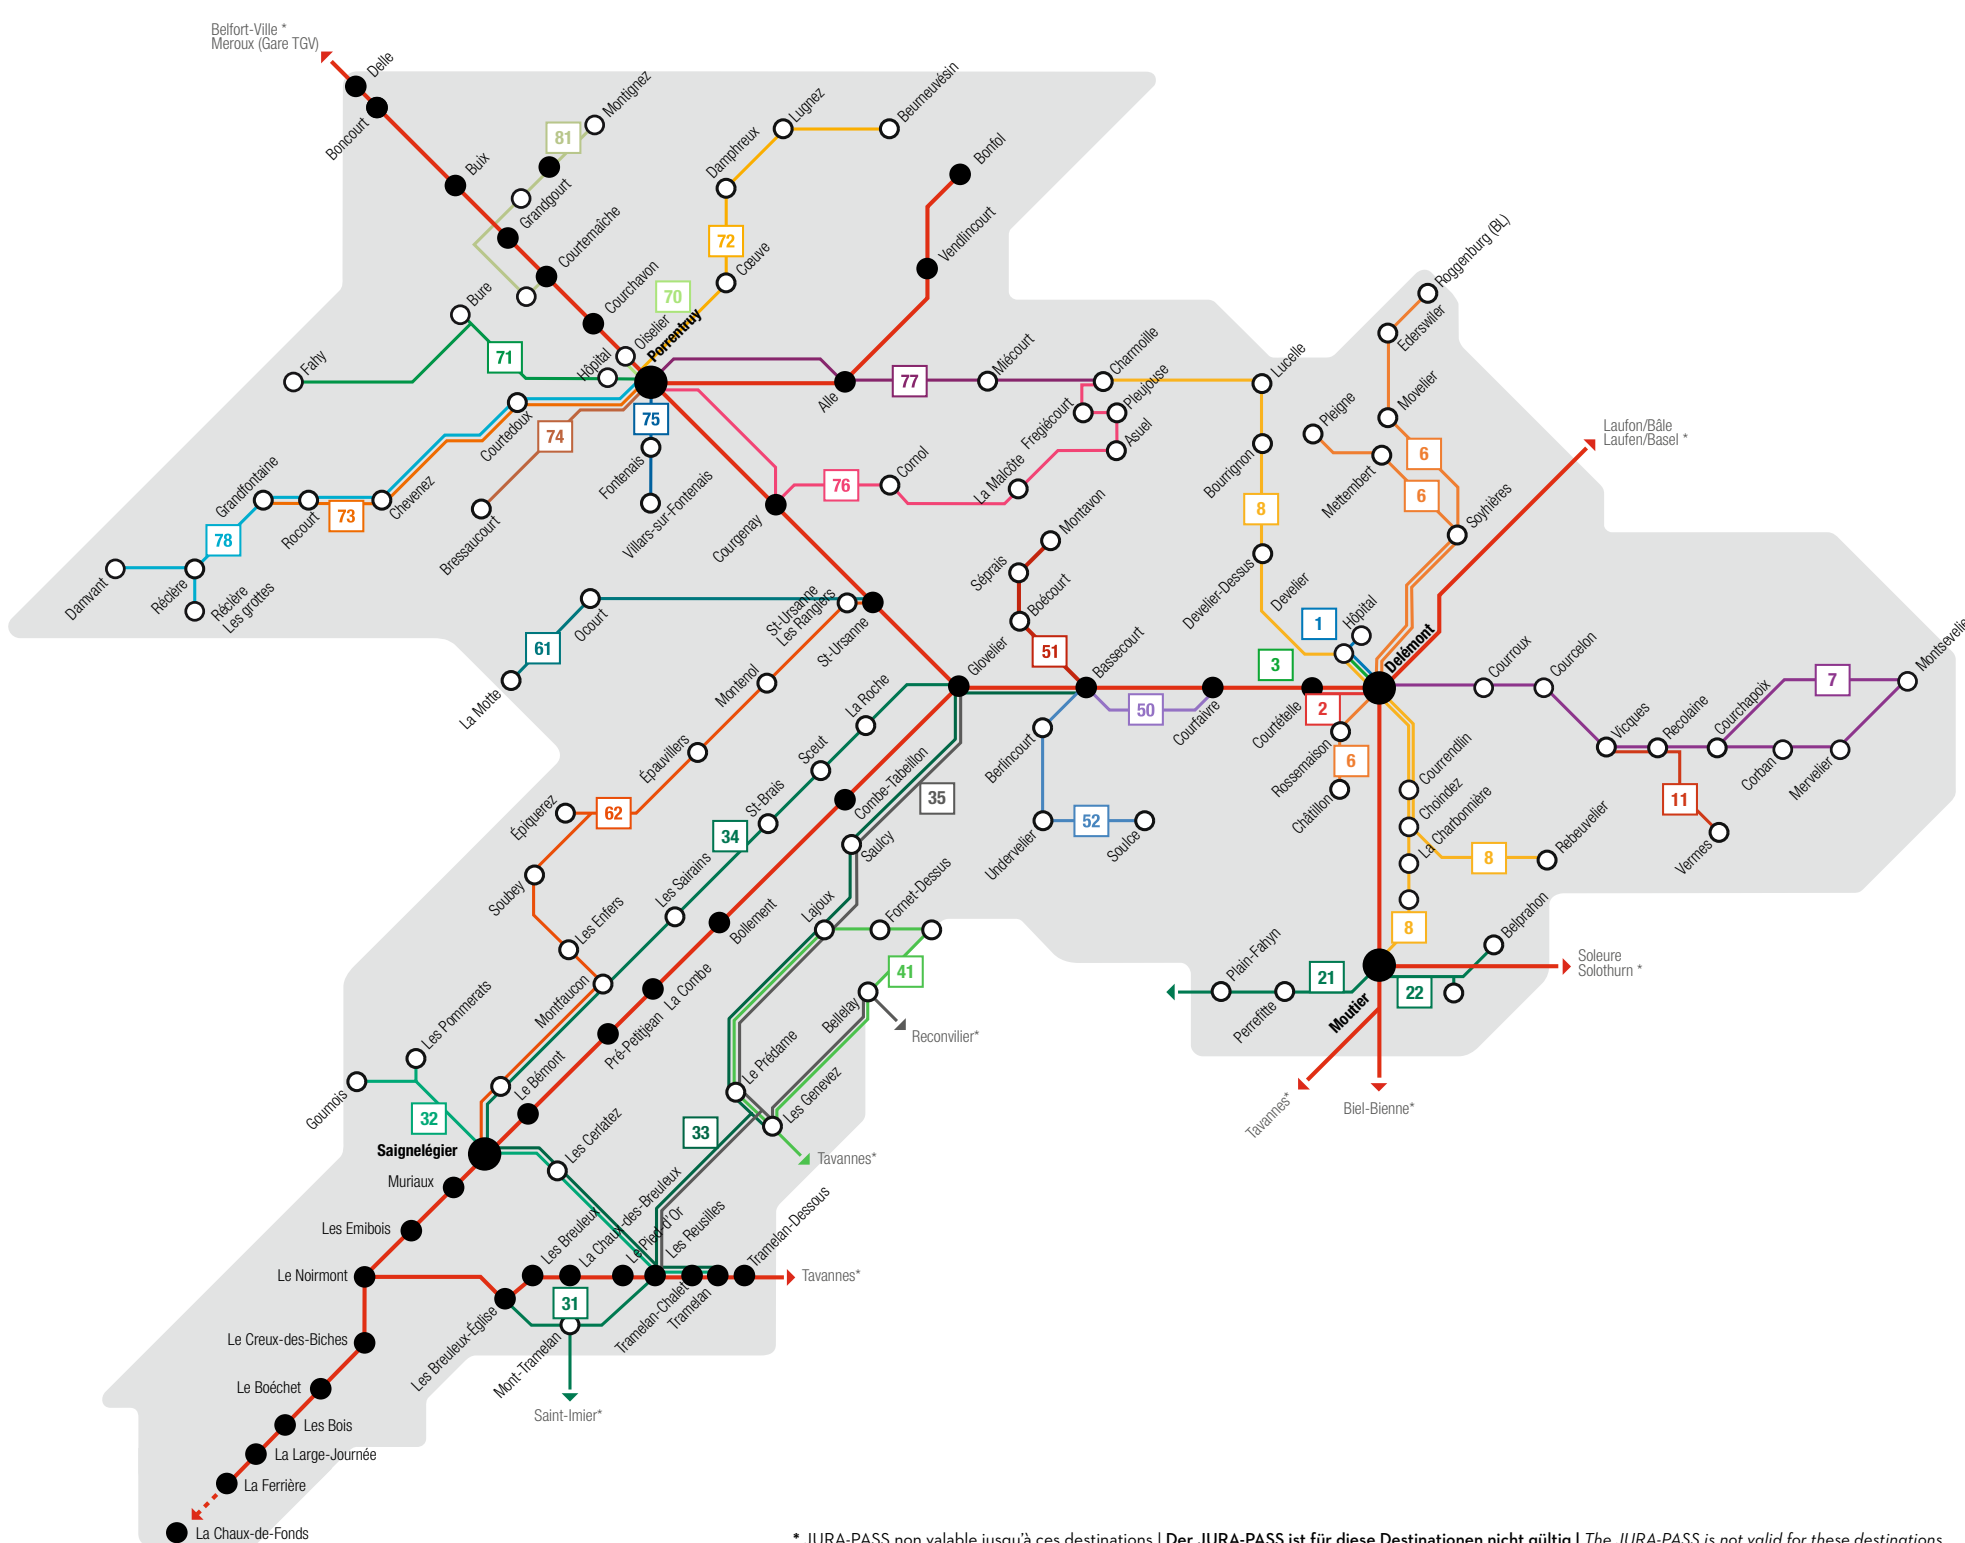 Belfort-Ville *
Meroux (Gare TGV)
Delle
Boncourt
Buix
Montignez
81
Grandgourt
Courtemaîche
Courchavon
Oiselier
Hôpital
Porrentruy
70
Lugnez
Beurneuvésin
Damphreux
72
Cœuve
Bonfol
Vendlincourt
Bure
71
Fahy
Alle
77
Miécourt
Charmoille
Pleujouse
Fregiécourt
Asuel
Lucelle
La Malcôte
Cornol
76
Courgenay
75
Fontenais
Villars-sur-Fontenais
74
Bressaucourt
Courtedoux
Chevenez
73
Rocourt
Grandfontaine
78
Damvant
Réclère
Réclère
Les grottes
Roggenburg (BL)
Ederswiler
Movelier
Pleigne
Mettembert
6
6
Soyhières
Laufon/Bâle
Laufen/Basel *
Bourrignon
8
Develier-Dessus
Develier
1
Hôpital
3
Delémont
2
Courtételle
Courfaivre
50
Bassecourt
51
Boécourt
Séprais
Montavon
Glovelier
St-Ursanne
Les Rangiers
St-Ursanne
Ocourt
61
La Motte
Montenol
Épauvillers
62
Épiquerez
Soubey
Les Enfers
Montfaucon
La Roche
Sceut
St-Brais
34
Les Sairains
Combe-Tabeillon
35
Saulcy
Bollement
La Combe
Pré-Petitjean
Le Bémont
Lajoux
Fornet-Dessus
41
Bellelay
Reconvilier*
Le Prédame
Les Genevez
Tavannes*
33
Berlincourt
Undervelier
52
Soulce
Rossemaison
6
Châtillon
Courrendlin
Choindez
La Charbonnière
8
Rebeuvelier
8
Courroux
Courcelon
Vicques
Recolaine
Courchapoix
7
Montsevelier
Corban
Mervelier
11
Vermes
Plain-Fahyn
21
Perrefitte
Moutier
22
Belprahon
Soleure
Solothurn *
Tavannes*
Biel-Bienne*
Les Pommerats
Goumois
32
Saignelégier
Muriaux
Les Emibois
Le Noirmont
Le Creux-des-Biches
Le Boéchet
Les Bois
La Large-Journée
La Ferrière
La Chaux-de-Fonds
Les Cerlatez
Les Breuleux
La Chaux-des-Breuleux
Le Pied-d'Or
Les Reusilles
Tramelan-Dessous
Tavannes*
31
Les Breuleux-Église
Mont-Tramelan
Tramelan-Chalet
Tramelan
Saint-Imier*
* JURA-PASS non valable jusqu'à ces destinations | Der JURA-PASS ist für diese Destinationen nicht gültig | The JURA-PASS is not valid for these destinations